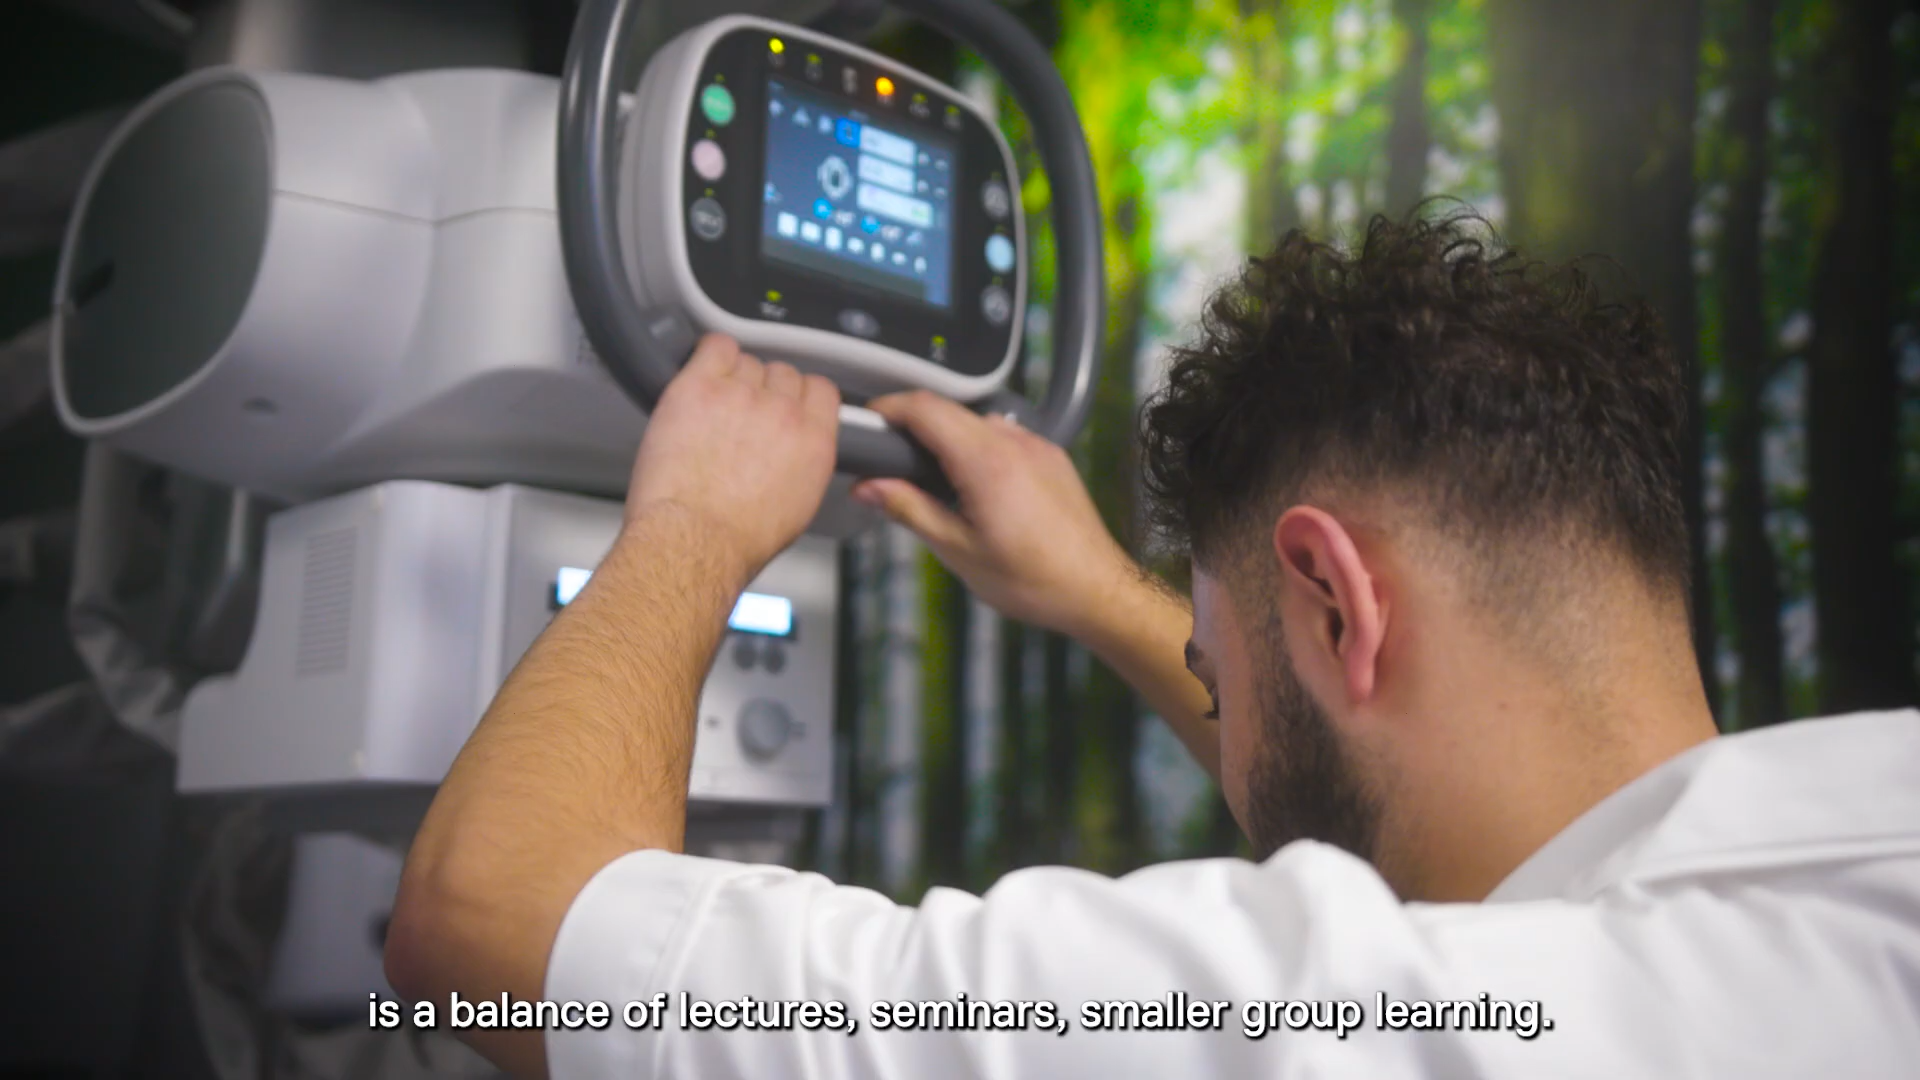 is a balance of lectures, seminars, smaller group learning.